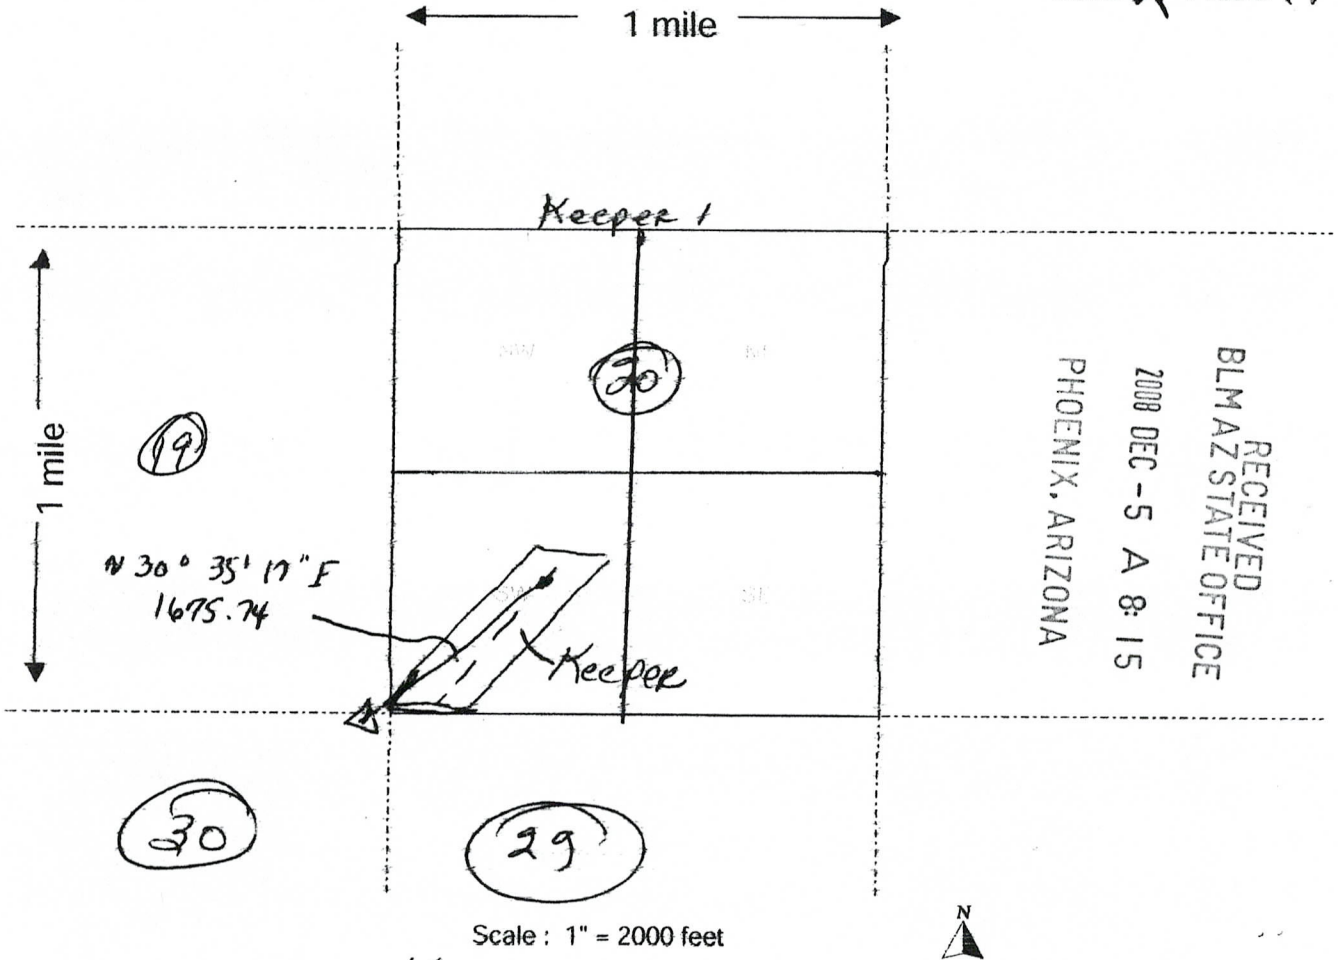 1 mile
Keeper 1
NW
NE
20
19
1 mile
N 30° 35' 17" E
1675.74
SW
SE
Keeper
30
29
Scale : 1" = 2000 feet
N
RECEIVED
BLM AZ STATE OFFICE
2008 DEC -5 A 8: 15
PHOENIX, ARIZONA